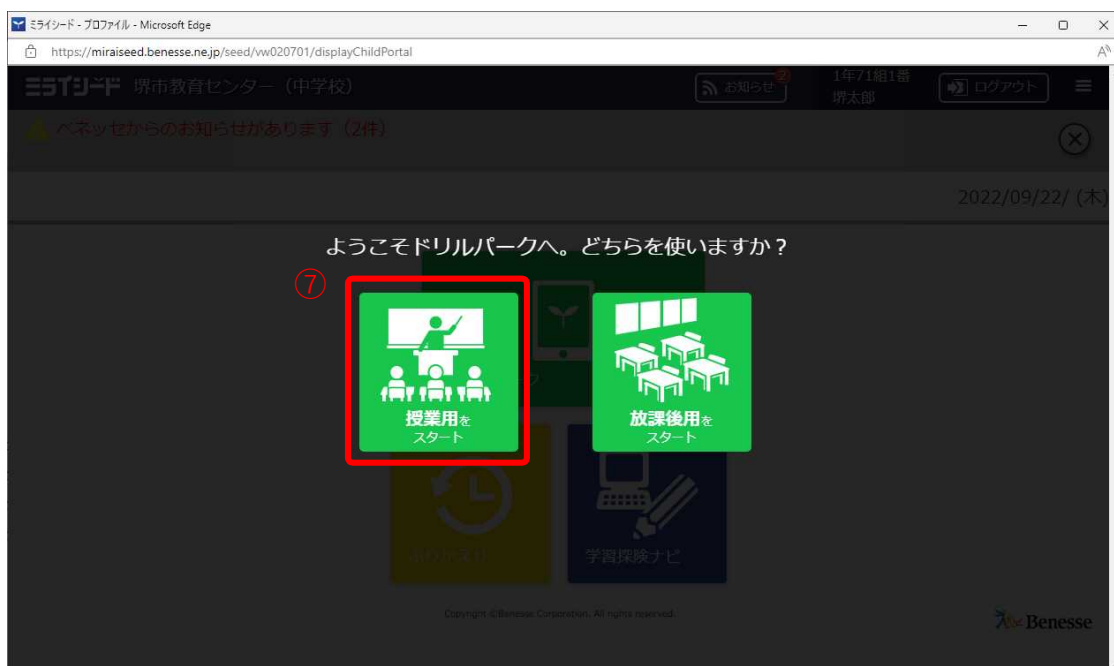 ミライシード - プロファイル - Microsoft Edge
https://miraiseed.benesse.ne.jp/seed/vw020701/displayChildPortal
ミライシード 堺市教育センター（中学校）
お知らせ 2
1年71組1番
堺太郎
ログアウト
ベネッセからのお知らせがあります（2件）
2022/09/22/ (木)
ようこそドリルパークへ。どちらを使いますか？
⑦
授業用を
スタート
放課後用を
スタート
学習探険ナビ
Copyright ©Benesse Corporation. All rights reserved.
Benesse